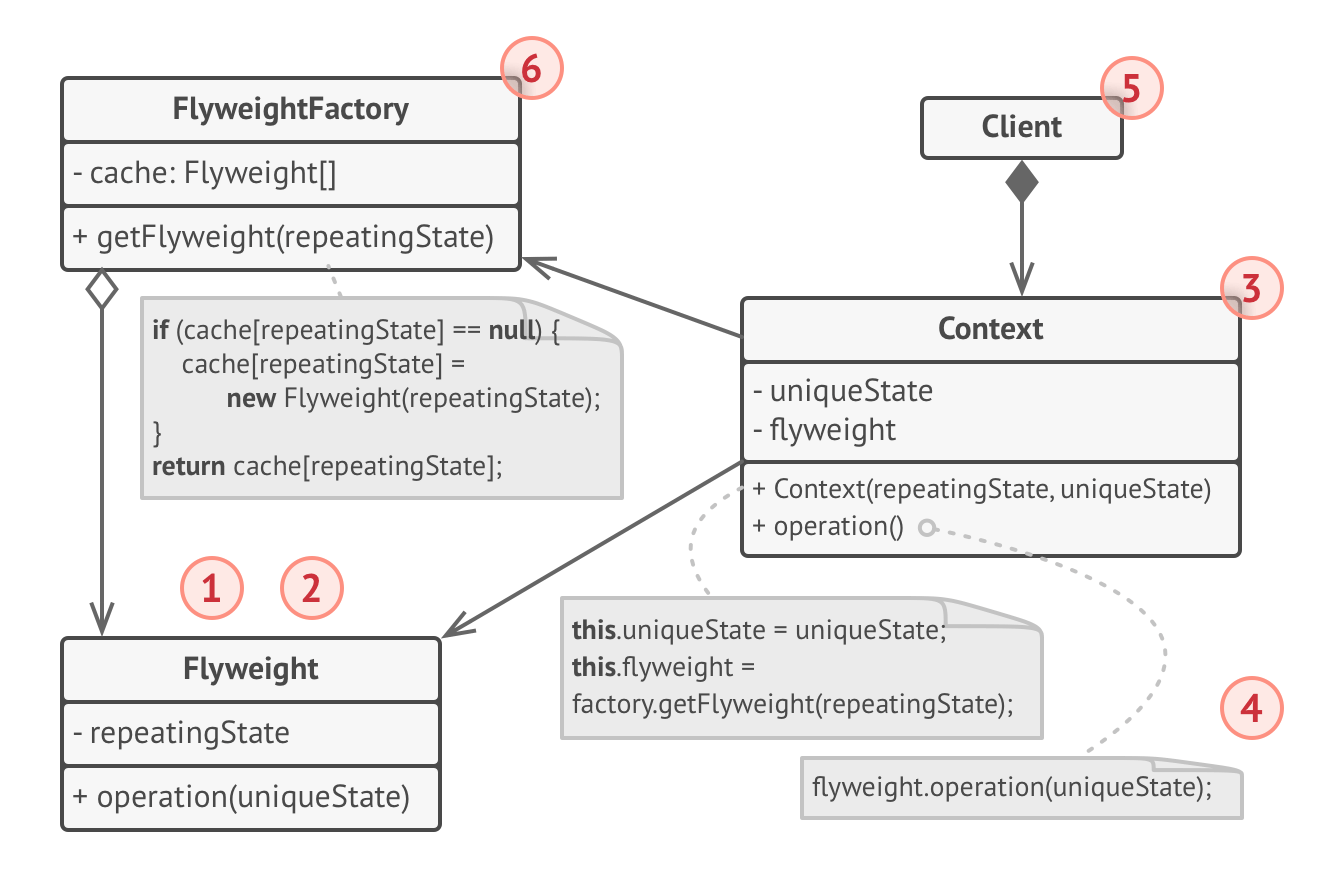 6
FlyweightFactory
- cache: Flyweight[]
+ getFlyweight(repeatingState)
if (cache[repeatingState] == null) {
cache[repeatingState] =
new Flyweight(repeatingState);
}
return cache[repeatingState];
5
Client
3
Context
- uniqueState
- flyweight
+ Context(repeatingState, uniqueState)
+ operation()
1
2
Flyweight
- repeatingState
+ operation(uniqueState)
this.uniqueState = uniqueState;
this.flyweight =
factory.getFlyweight(repeatingState);
4
flyweight.operation(uniqueState);